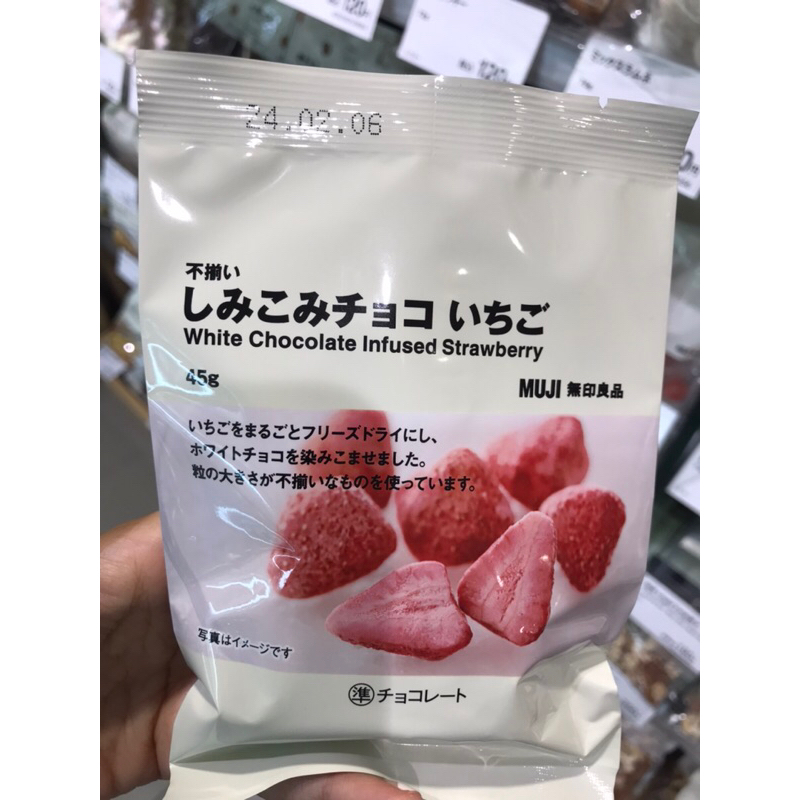 24.02.06
不揃い
しみこみチョコ いちご
White Chocolate Infused Strawberry
45g
MUJI 無印良品
いちごをまるごとフリーズドライにし、
ホワイトチョコを染みこませました。
粒の大きさが不揃いなものを使っています。
写真はイメージです
準 チョコレート